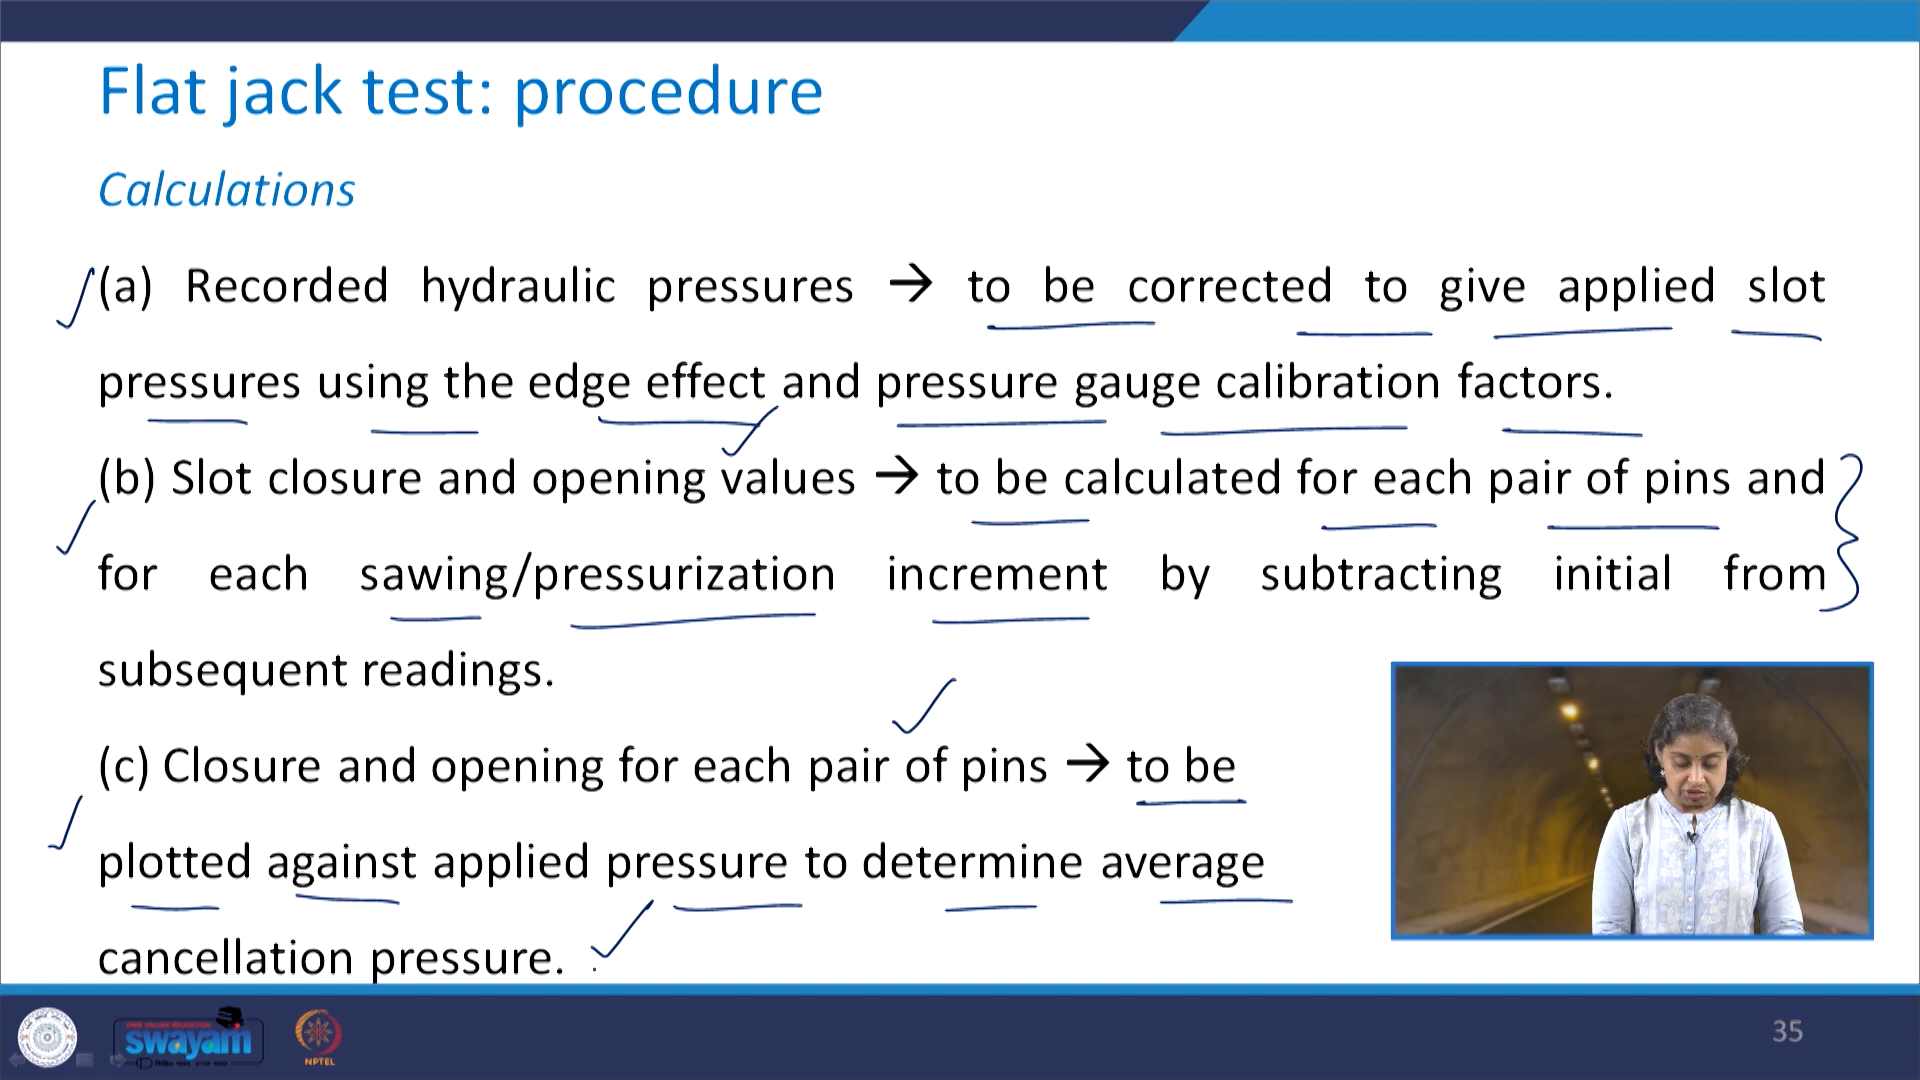 Flat jack test: procedure
Calculations
(a) Recorded hydraulic pressures → to be corrected to give applied slot
pressures using the edge effect and pressure gauge calibration factors.
(b) Slot closure and opening values → to be calculated for each pair of pins and
for each sawing/pressurization increment by subtracting initial from
subsequent readings.
(c) Closure and opening for each pair of pins → to be
plotted against applied pressure to determine average
cancellation pressure.
FREE ONLINE EDUCATION
swayam
NPTEL
35